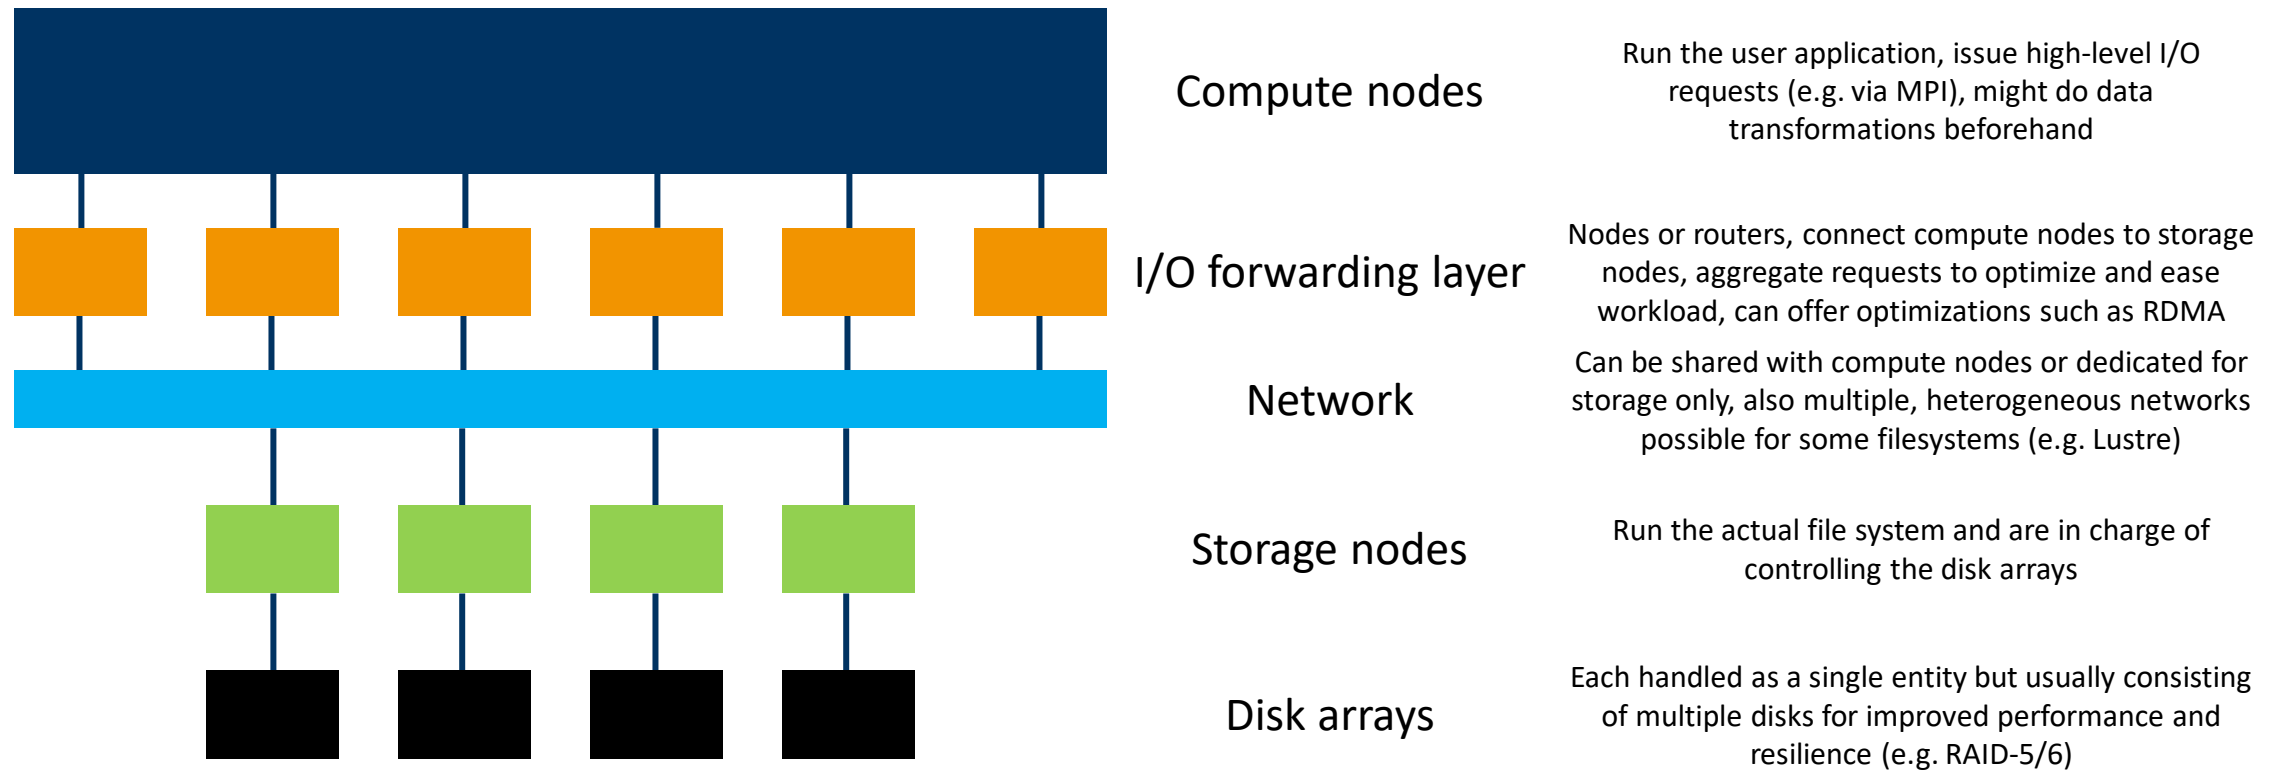 Compute nodes
Run the user application, issue high-level I/O
requests (e.g. via MPI), might do data
transformations beforehand
I/O forwarding layer
Nodes or routers, connect compute nodes to storage
nodes, aggregate requests to optimize and ease
workload, can offer optimizations such as RDMA
Network
Can be shared with compute nodes or dedicated for
storage only, also multiple, heterogeneous networks
possible for some filesystems (e.g. Lustre)
Storage nodes
Run the actual file system and are in charge of
controlling the disk arrays
Disk arrays
Each handled as a single entity but usually consisting
of multiple disks for improved performance and
resilience (e.g. RAID-5/6)